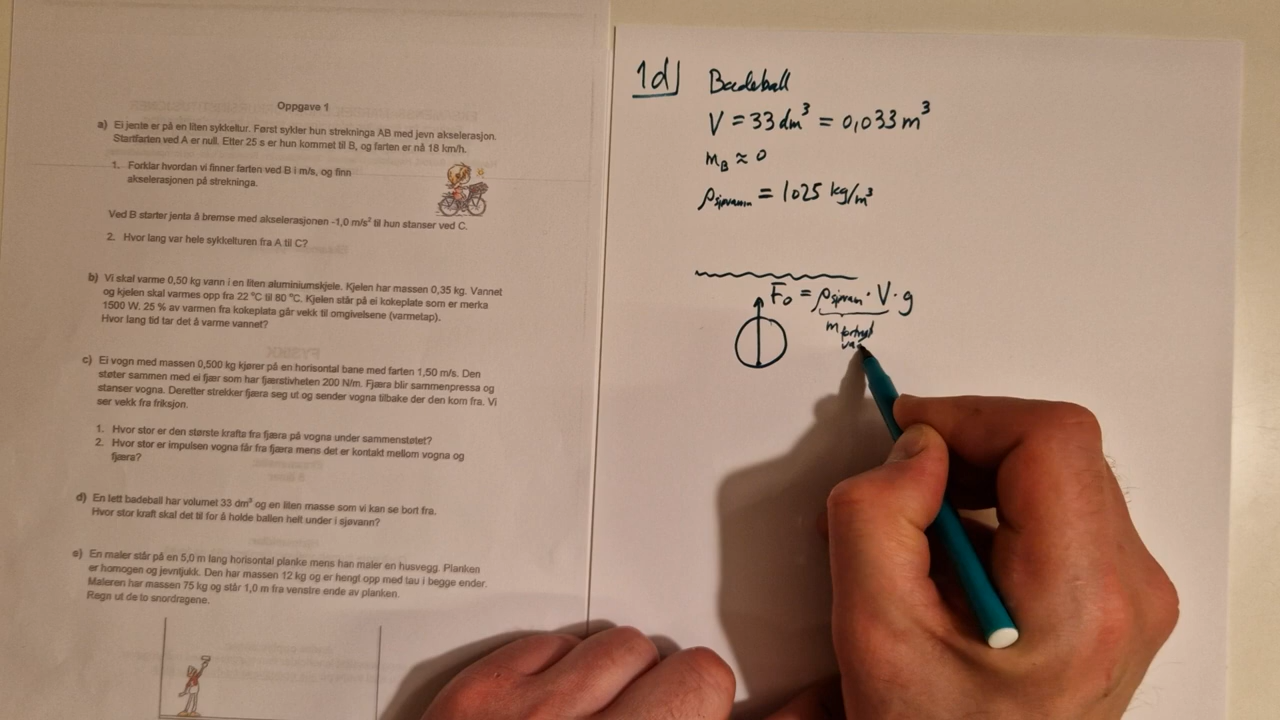 Oppgave 1
a) Ei jente er på en liten sykkeltur. Først sykler hun strekninga AB med jevn akselerasjon.
Startfarten ved A er null. Etter 25 s er hun kommet til B, og farten er nå 18 km/h.
1. Forklar hvordan vi finner farten ved B i m/s, og finn
akselerasjonen på strekninga.
Ved B starter jenta å bremse med akselerasjonen -1,0 m/s² til hun stanser ved C.
2. Hvor lang var hele sykkelturen fra A til C?
b) Vi skal varme 0,50 kg vann i en liten aluminiumskjele. Kjelen har massen 0,35 kg. Vannet
og kjelen skal varmes opp fra 22 °C til 80 °C. Kjelen står på ei kokeplate som er merka
1500 W. 25 % av varmen fra kokeplata går vekk til omgivelsene (varmetap).
Hvor lang tid tar det å varme vannet?
c) Ei vogn med massen 0,500 kg kjører på en horisontal bane med farten 1,50 m/s. Den
støter sammen med ei fjær som har fjærstivheten 200 N/m. Fjæra blir sammenpressa og
stanser vogna. Deretter strekker fjæra seg ut og sender vogna tilbake der den kom fra. Vi
ser vekk fra friksjon.
1. Hvor stor er den største krafta fra fjæra på vogna under sammenstøtet?
2. Hvor stor er impulsen vogna får fra fjæra mens det er kontakt mellom vogna og
fjæra?
d) En lett badeball har volumet 33 dm³ og en liten masse som vi kan se bort fra.
Hvor stor kraft skal det til for å holde ballen helt under i sjøvann?
e) En maler står på en 5,0 m lang horisontal planke mens han maler en husvegg. Planken
er homogen og jevntjukk. Den har massen 12 kg og er hengt opp med tau i begge ender.
Maleren har massen 75 kg og står 1,0 m fra venstre ende av planken.
Regn ut de to snordragene.
1d) Badeball
V = 33 dm³ = 0,033 m³
m_B ≈ 0
ρ = 1025 kg/m³
F₀ = ρ · V · g